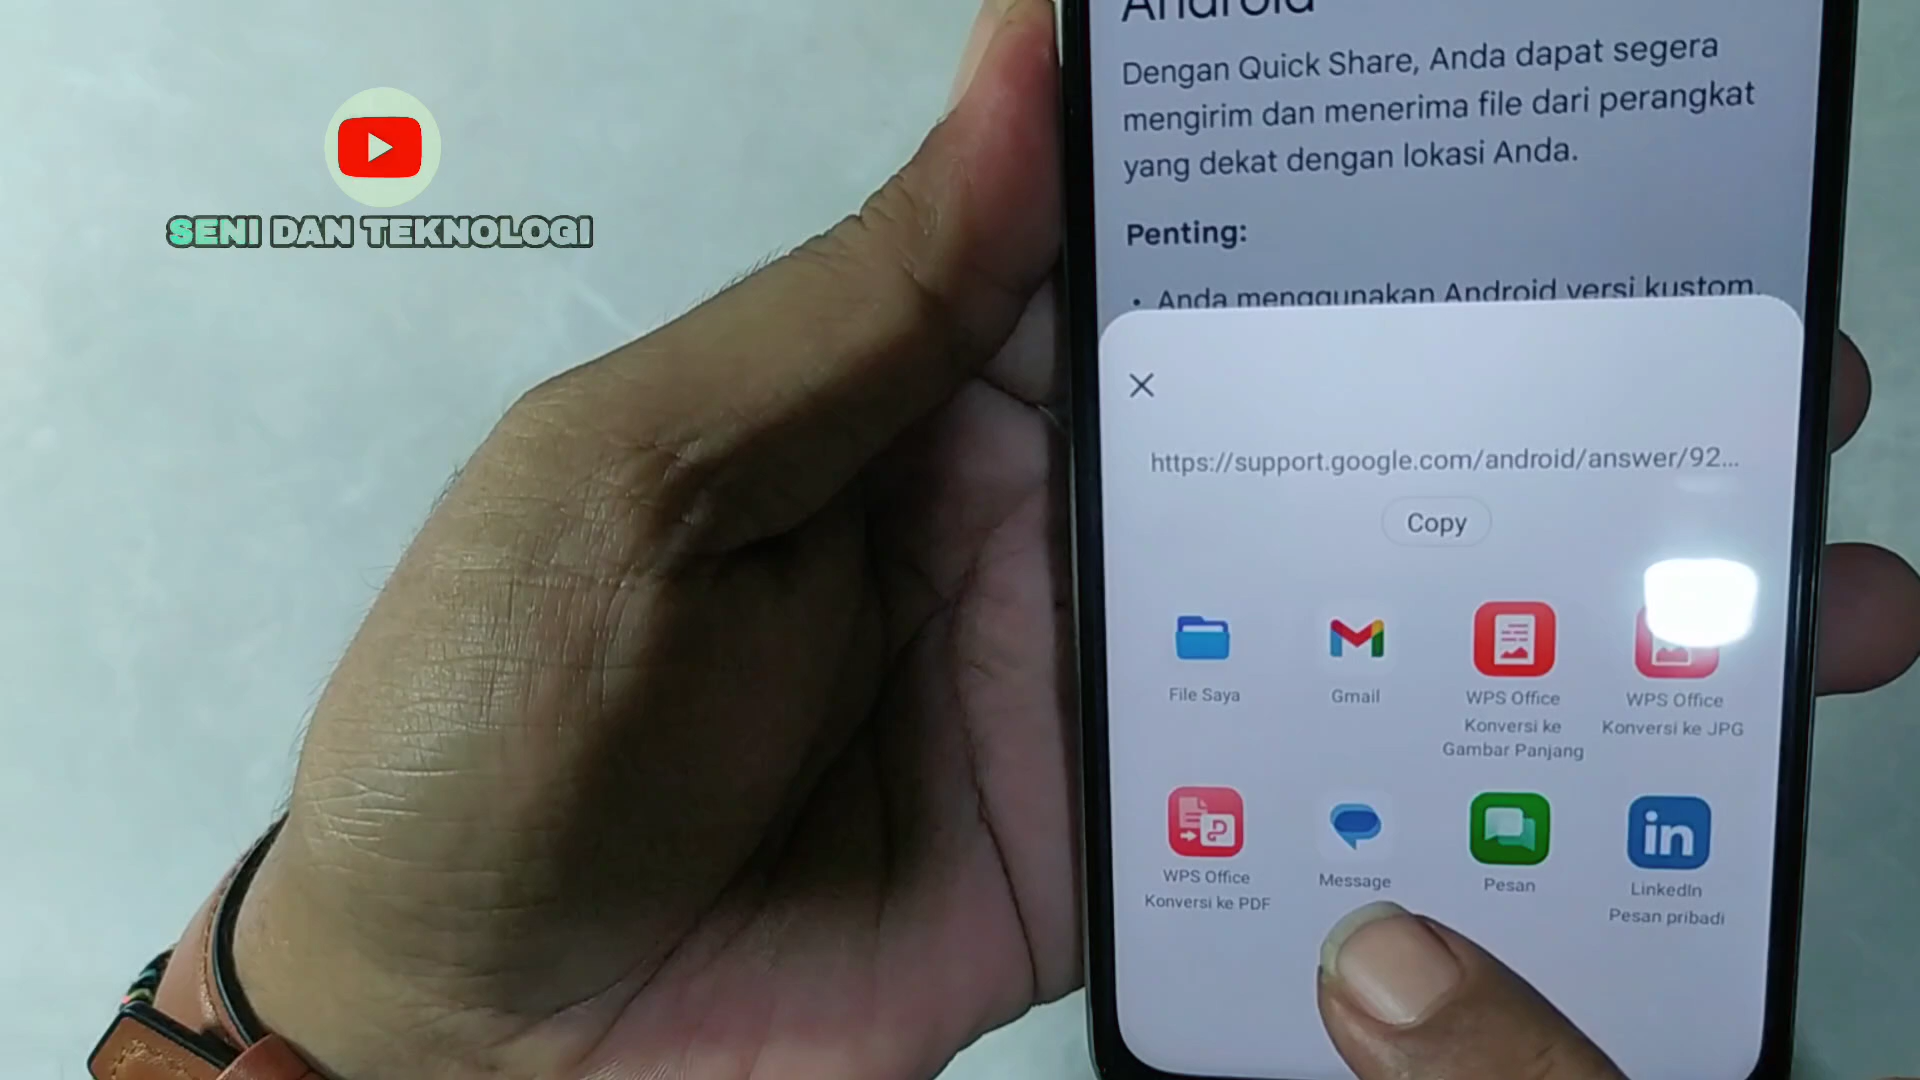 Android
Dengan Quick Share, Anda dapat segera
mengirim dan menerima file dari perangkat
yang dekat dengan lokasi Anda.
Penting:
• Anda menggunakan Android versi kustom.
https://support.google.com/android/answer/92...
Copy
File Saya
Gmail
WPS Office
Konversi ke
Gambar Panjang
WPS Office
Konversi ke JPG
WPS Office
Konversi ke PDF
Message
Pesan
LinkedIn
Pesan pribadi
SENI DAN TEKNOLOGI